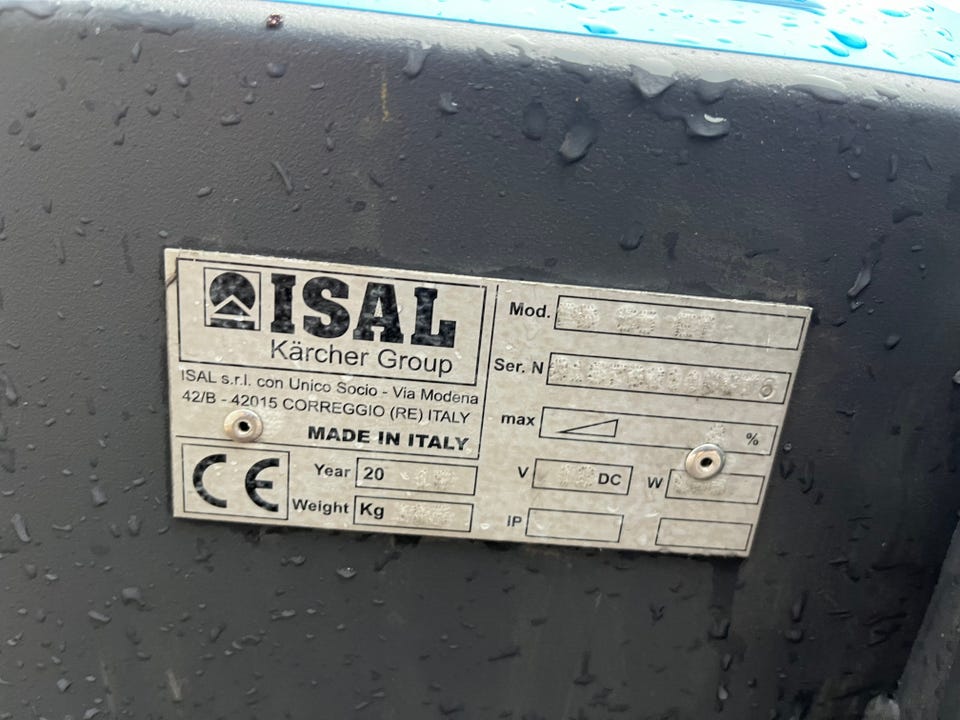 ISAL
Kärcher Group
ISAL s.r.l. con Unico Socio - Via Modena
42/B - 42015 CORREGGIO (RE) ITALY
MADE IN ITALY
CE
Year 20
Weight Kg
Mod.
Ser. N
max %
V DC W
IP